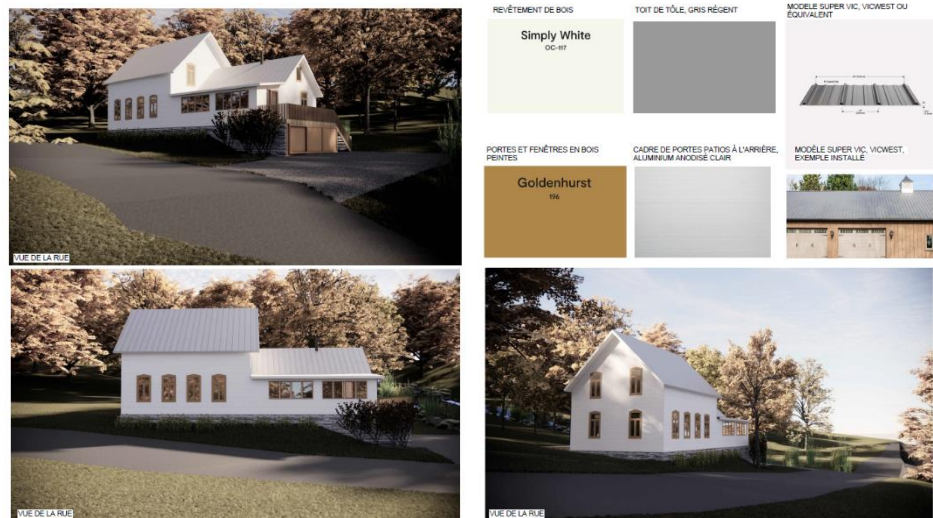 REVÊTEMENT DE BOIS
TOIT DE TÔLE, GRIS RÉGENT
MODÈLE SUPER VIC, VICWEST OU
ÉQUIVALENT
Simply White
OC-117
PORTES ET FENÊTRES EN BOIS
PEINTES
CADRE DE PORTES PATIOS À L'ARRIÈRE,
ALUMINIUM ANODISÉ CLAIR
MODÈLE SUPER VIC, VICWEST,
EXEMPLE INSTALLÉ
Goldenhurst
196
VUE DE LA RUE
VUE DE LA RUE
VUE DE LA RUE